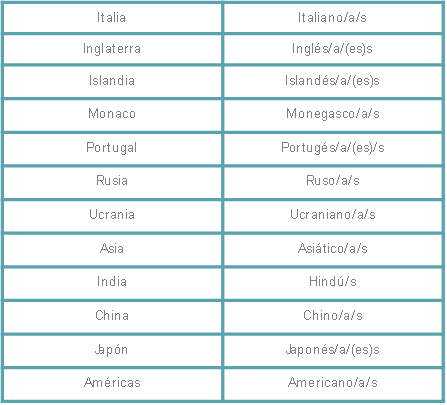 Italia Italiano/a/s
Inglaterra Inglés/a/(es)s
Islandia Islandés/a/(es)s
Monaco Monegasco/a/s
Portugal Portugés/a/(es)/s
Rusia Ruso/a/s
Ucrania Ucraniano/a/s
Asia Asiático/a/s
India Hindú/s
China Chino/a/s
Japón Japonés/a/(es)s
Américas Americano/a/s